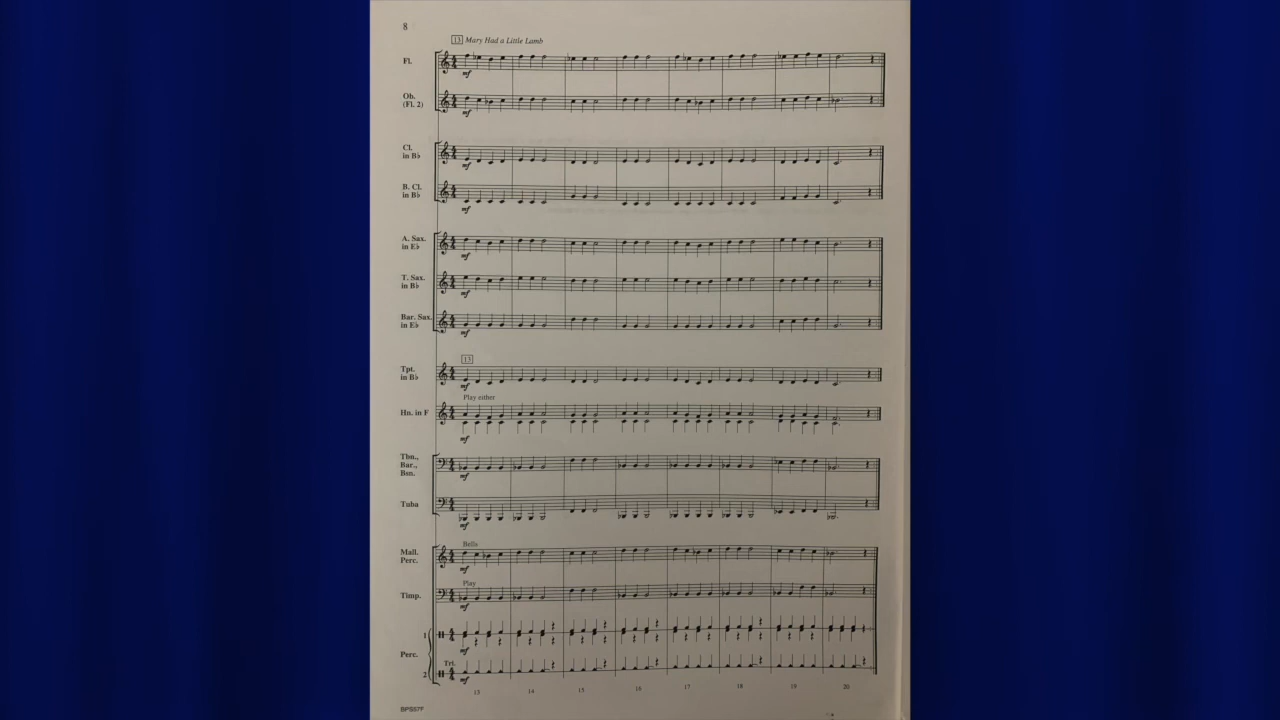 8
13 Mary Had a Little Lamb
Fl.
mf
Ob.
(Fl. 2)
mf
Cl.
in B♭
mf
B. Cl.
in B♭
mf
A. Sax.
in E♭
mf
T. Sax.
in B♭
mf
Bar. Sax.
in E♭
mf
13
Tpt.
in B♭
mf
Play either
Hn. in F
mf
Tbn.,
Bar.,
Bsn.
mf
Tuba
mf
Bells
Mall.
Perc.
mf
Play
Timp.
mf
1
mf
Perc.
Tri.
2
mf
13 14 15 16 17 18 19 20
BPS57F